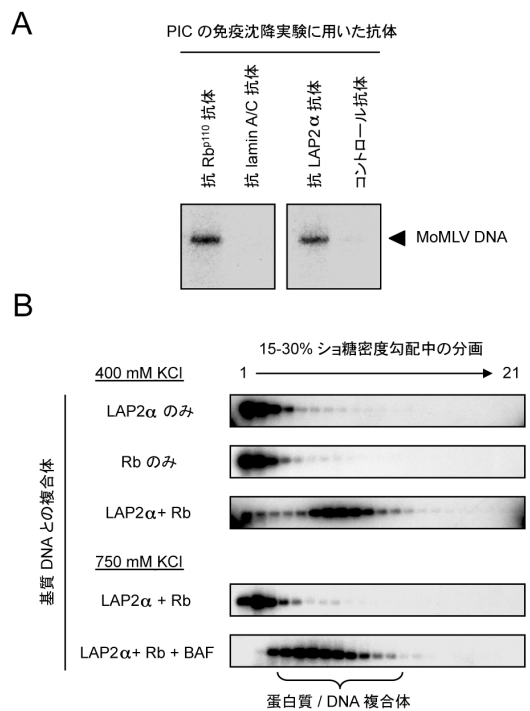 A
PIC の免疫沈降実験に用いた抗体
抗 Rbp110 抗体
抗 lamin A/C 抗体
抗 LAP2α 抗体
コントロール抗体
MoMLV DNA
B
15-30% ショ糖密度勾配中の分画
400 mM KCl
1
21
基質 DNA との複合体
LAP2α のみ
Rb のみ
LAP2α+ Rb
750 mM KCl
LAP2α + Rb
LAP2α+ Rb + BAF
蛋白質 / DNA 複合体